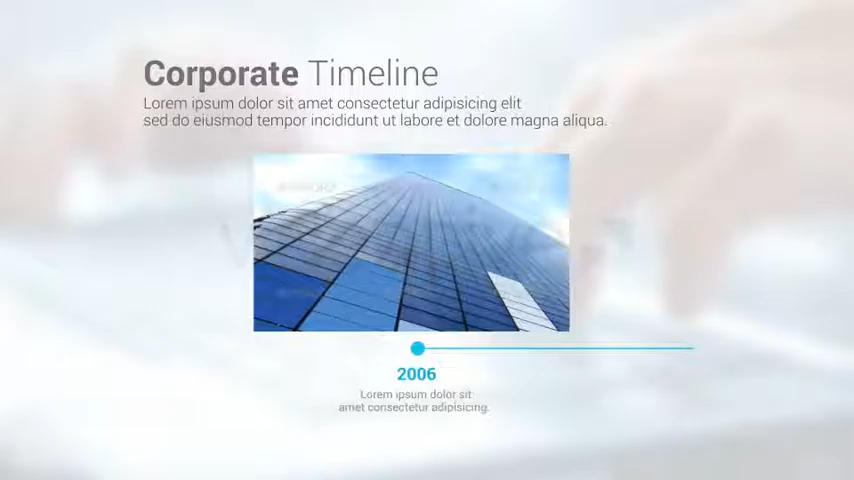 Corporate Timeline
Lorem ipsum dolor sit amet consectetur adipisicing elit
sed do eiusmod tempor incididunt ut labore et dolore magna aliqua.
2006
Lorem ipsum dolor sit
amet consectetur adipisicing.